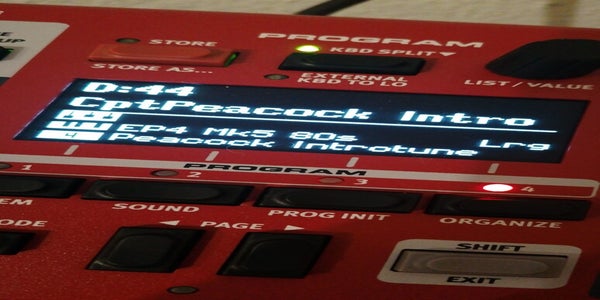 STORE
STORE AS...
PROGRAM
KBD SPLIT
EXTERNAL
KBD TO LO
LIST/VALUE
D:44
CptPeacock Intro
EP4 Mk5 80s Lrg
Peacock Introtune
PROGRAM
1 2 3 4
SOUND
PROG INIT
ORGANIZE
PAGE
SHIFT
EXIT